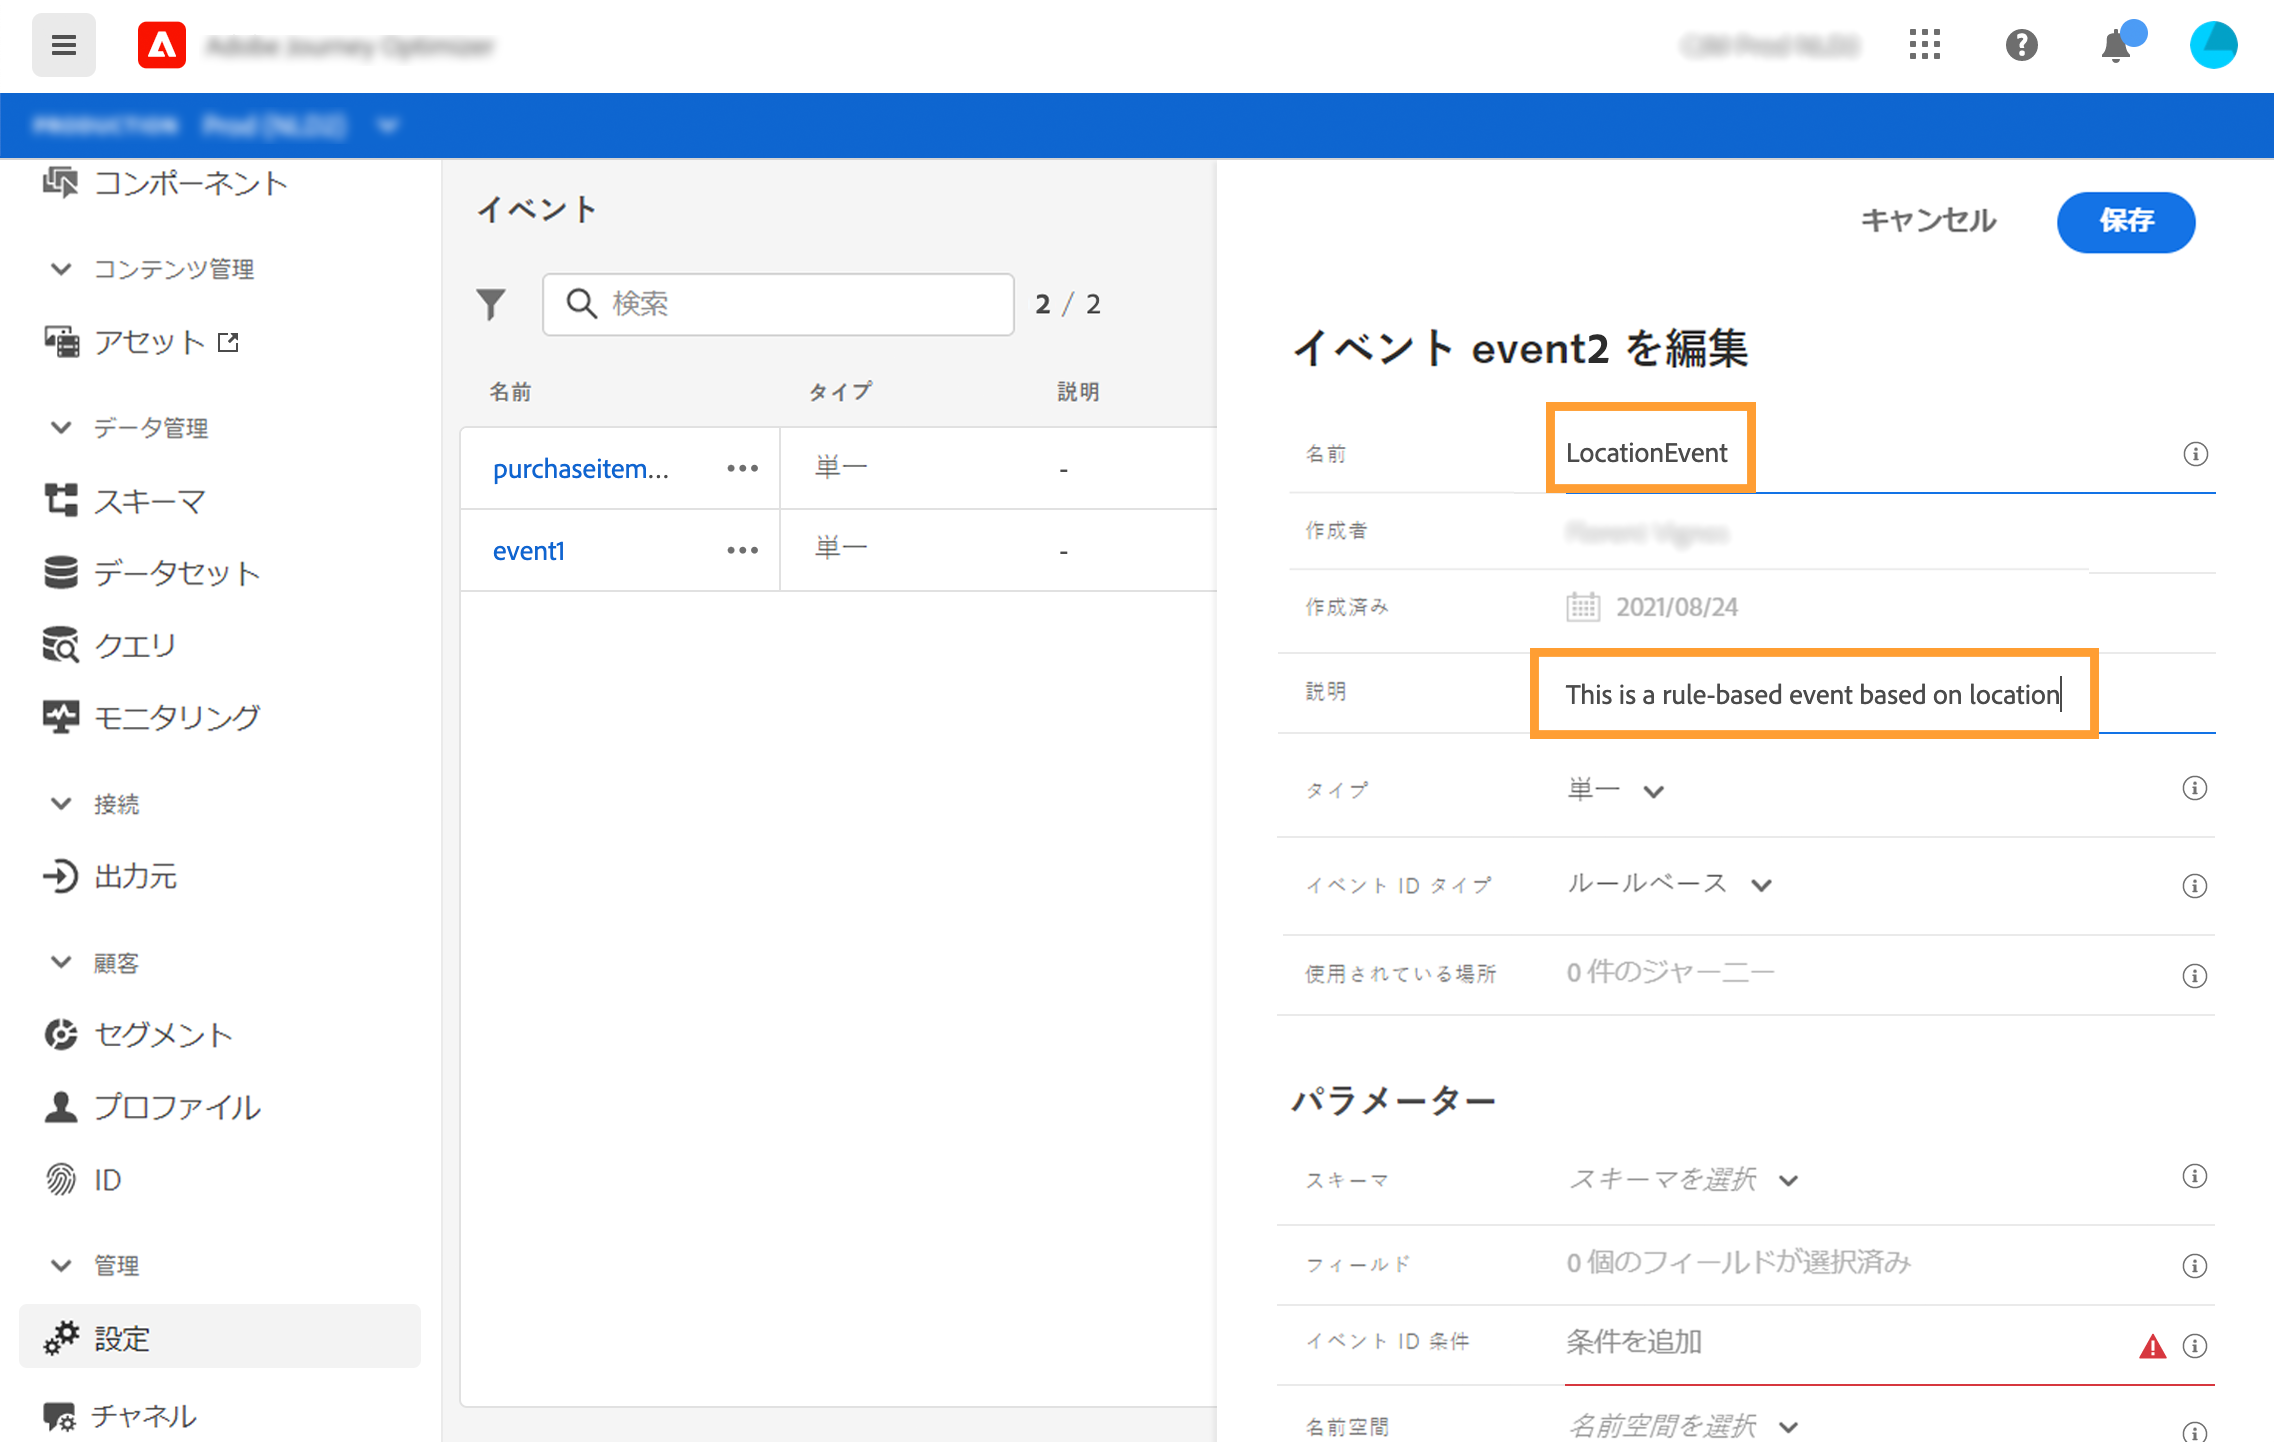 コンポーネント
コンテンツ管理
アセット
データ管理
スキーマ
データセット
クエリ
モニタリング
接続
出力元
顧客
セグメント
プロファイル
ID
管理
設定
チャネル
イベント
検索
2 / 2
名前 タイプ 説明
purchaseitem... ••• 単一 -
event1 ••• 単一 -
キャンセル 保存
イベント event2 を編集
名前 LocationEvent
作成者
作成済み 2021/08/24
説明 This is a rule-based event based on location
タイプ 単一
イベント ID タイプ ルールベース
使用されている場所 0 件のジャーニー
パラメーター
スキーマ スキーマを選択
フィールド 0 個のフィールドが選択済み
イベント ID 条件 条件を追加
名前空間 名前空間を選択